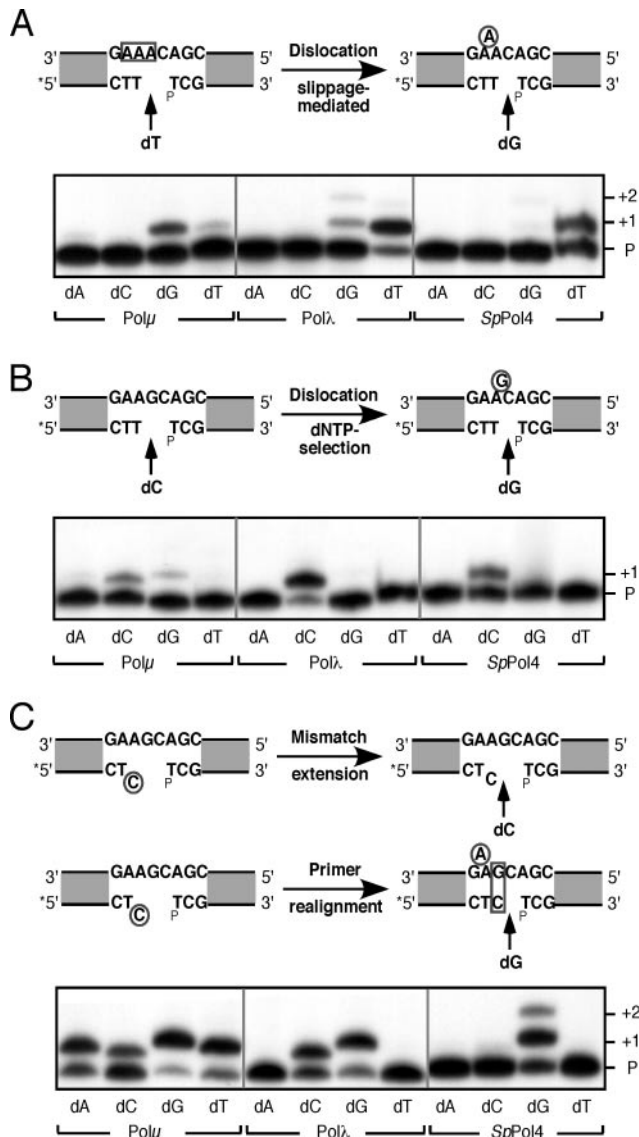 A
3' GAAACAGC 5' Dislocation 3' GAACAGC 5' A
*5' CTT TCG 3' slippage-mediated *5' CTT TCG 3'
P P
dT dG
+2
+1
P
dA dC dG dT dA dC dG dT dA dC dG dT
Polμ Polλ SpPol4
B
3' GAAGCAGC 5' Dislocation 3' GAACAGC 5' G
*5' CTT TCG 3' dNTP-selection *5' CTT TCG 3'
P P
dC dG
+1
P
dA dC dG dT dA dC dG dT dA dC dG dT
Polμ Polλ SpPol4
C
3' GAAGCAGC 5' Mismatch 3' GAAGCAGC 5'
*5' CT C TCG 3' extension *5' CT C TCG 3'
P P
dC
A
3' GAAGCAGC 5' Primer 3' GAGCAGC 5'
*5' CT C TCG 3' realignment *5' CTC TCG 3'
P P
dG
+2
+1
P
dA dC dG dT dA dC dG dT dA dC dG dT
Polμ Polλ SpPol4